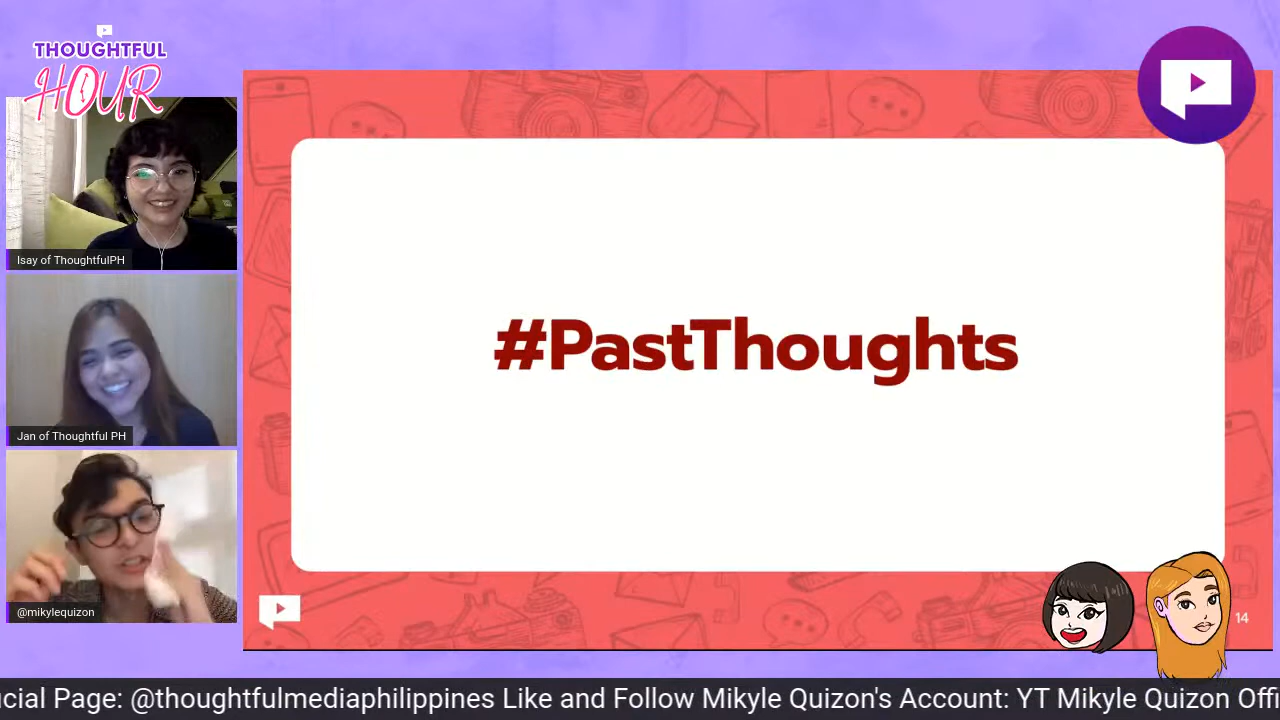 THOUGHTFUL
HOUR
Isay of ThoughtfulPH
Jan of Thoughtful PH
@mikylequizon
#PastThoughts
14
Page: @thoughtfulmediaphilippines Like and Follow Mikyle Quizon's Account: YT Mikyle Quizon